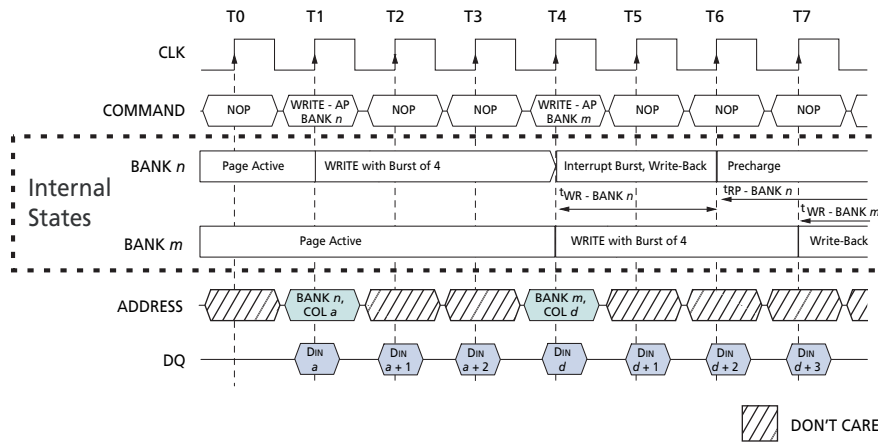 T0 T1 T2 T3 T4 T5 T6 T7
CLK
COMMAND NOP WRITE - AP BANK n NOP NOP WRITE - AP BANK m NOP NOP NOP
Internal States
BANK n Page Active WRITE with Burst of 4 Interrupt Burst, Write-Back Precharge
tWR - BANK n tRP - BANK n
tWR - BANK m
BANK m Page Active WRITE with Burst of 4 Write-Back
ADDRESS BANK n, COL a BANK m, COL d
DQ DIN a DIN a + 1 DIN a + 2 DIN d DIN d + 1 DIN d + 2 DIN d + 3
DON'T CARE